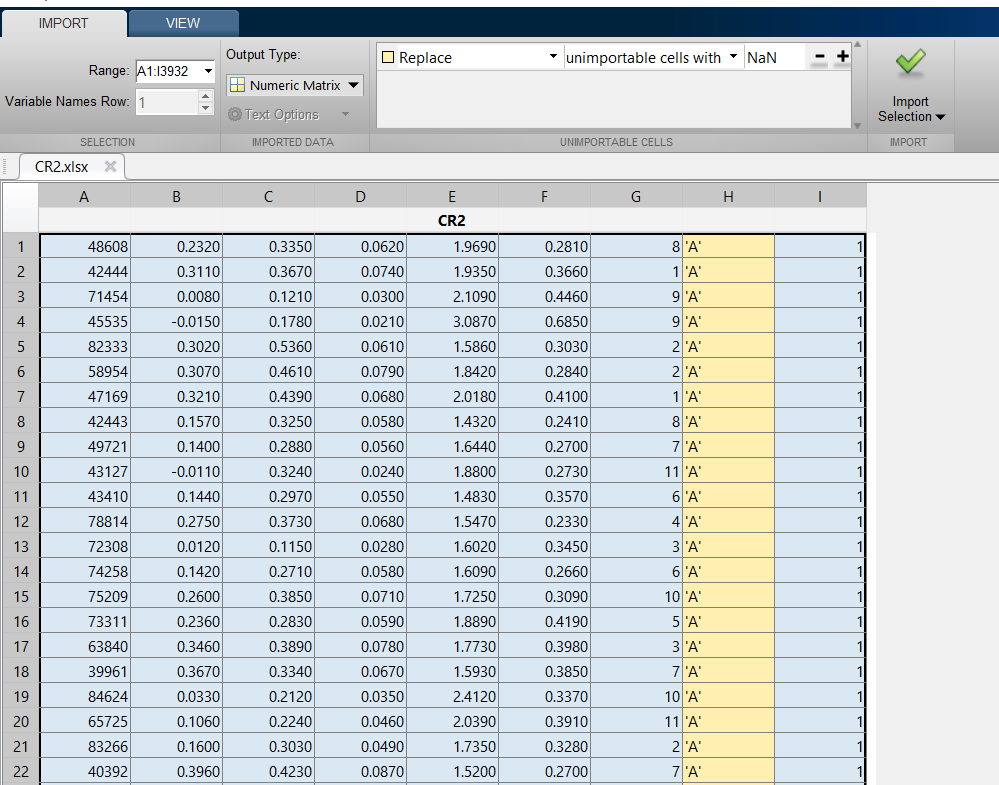 IMPORT VIEW
Range: A1:I3932
Variable Names Row: 1
SELECTION
Output Type:
Numeric Matrix
Text Options
IMPORTED DATA
Replace unimportable cells with NaN
UNIMPORTABLE CELLS
Import
Selection
IMPORT
CR2.xlsx
A B C D E F G H I
CR2
1 48608 0.2320 0.3350 0.0620 1.9690 0.2810 8 'A' 1
2 42444 0.3110 0.3670 0.0740 1.9350 0.3660 1 'A' 1
3 71454 0.0080 0.1210 0.0300 2.1090 0.4460 9 'A' 1
4 45535 -0.0150 0.1780 0.0210 3.0870 0.6850 9 'A' 1
5 82333 0.3020 0.5360 0.0610 1.5860 0.3030 2 'A' 1
6 58954 0.3070 0.4610 0.0790 1.8420 0.2840 2 'A' 1
7 47169 0.3210 0.4390 0.0680 2.0180 0.4100 1 'A' 1
8 42443 0.1570 0.3250 0.0580 1.4320 0.2410 8 'A' 1
9 49721 0.1400 0.2880 0.0560 1.6440 0.2700 7 'A' 1
10 43127 -0.0110 0.3240 0.0240 1.8800 0.2730 11 'A' 1
11 43410 0.1440 0.2970 0.0550 1.4830 0.3570 6 'A' 1
12 78814 0.2750 0.3730 0.0680 1.5470 0.2330 4 'A' 1
13 72308 0.0120 0.1150 0.0280 1.6020 0.3450 3 'A' 1
14 74258 0.1420 0.2710 0.0580 1.6090 0.2660 6 'A' 1
15 75209 0.2600 0.3850 0.0710 1.7250 0.3090 10 'A' 1
16 73311 0.2360 0.2830 0.0590 1.8890 0.4190 5 'A' 1
17 63840 0.3460 0.3890 0.0780 1.7730 0.3980 3 'A' 1
18 39961 0.3670 0.3340 0.0670 1.5930 0.3850 7 'A' 1
19 84624 0.0330 0.2120 0.0350 2.4120 0.3370 10 'A' 1
20 65725 0.1060 0.2240 0.0460 2.0390 0.3910 11 'A' 1
21 83266 0.1600 0.3030 0.0490 1.7350 0.3280 2 'A' 1
22 40392 0.3960 0.4230 0.0870 1.5200 0.2700 7 'A' 1